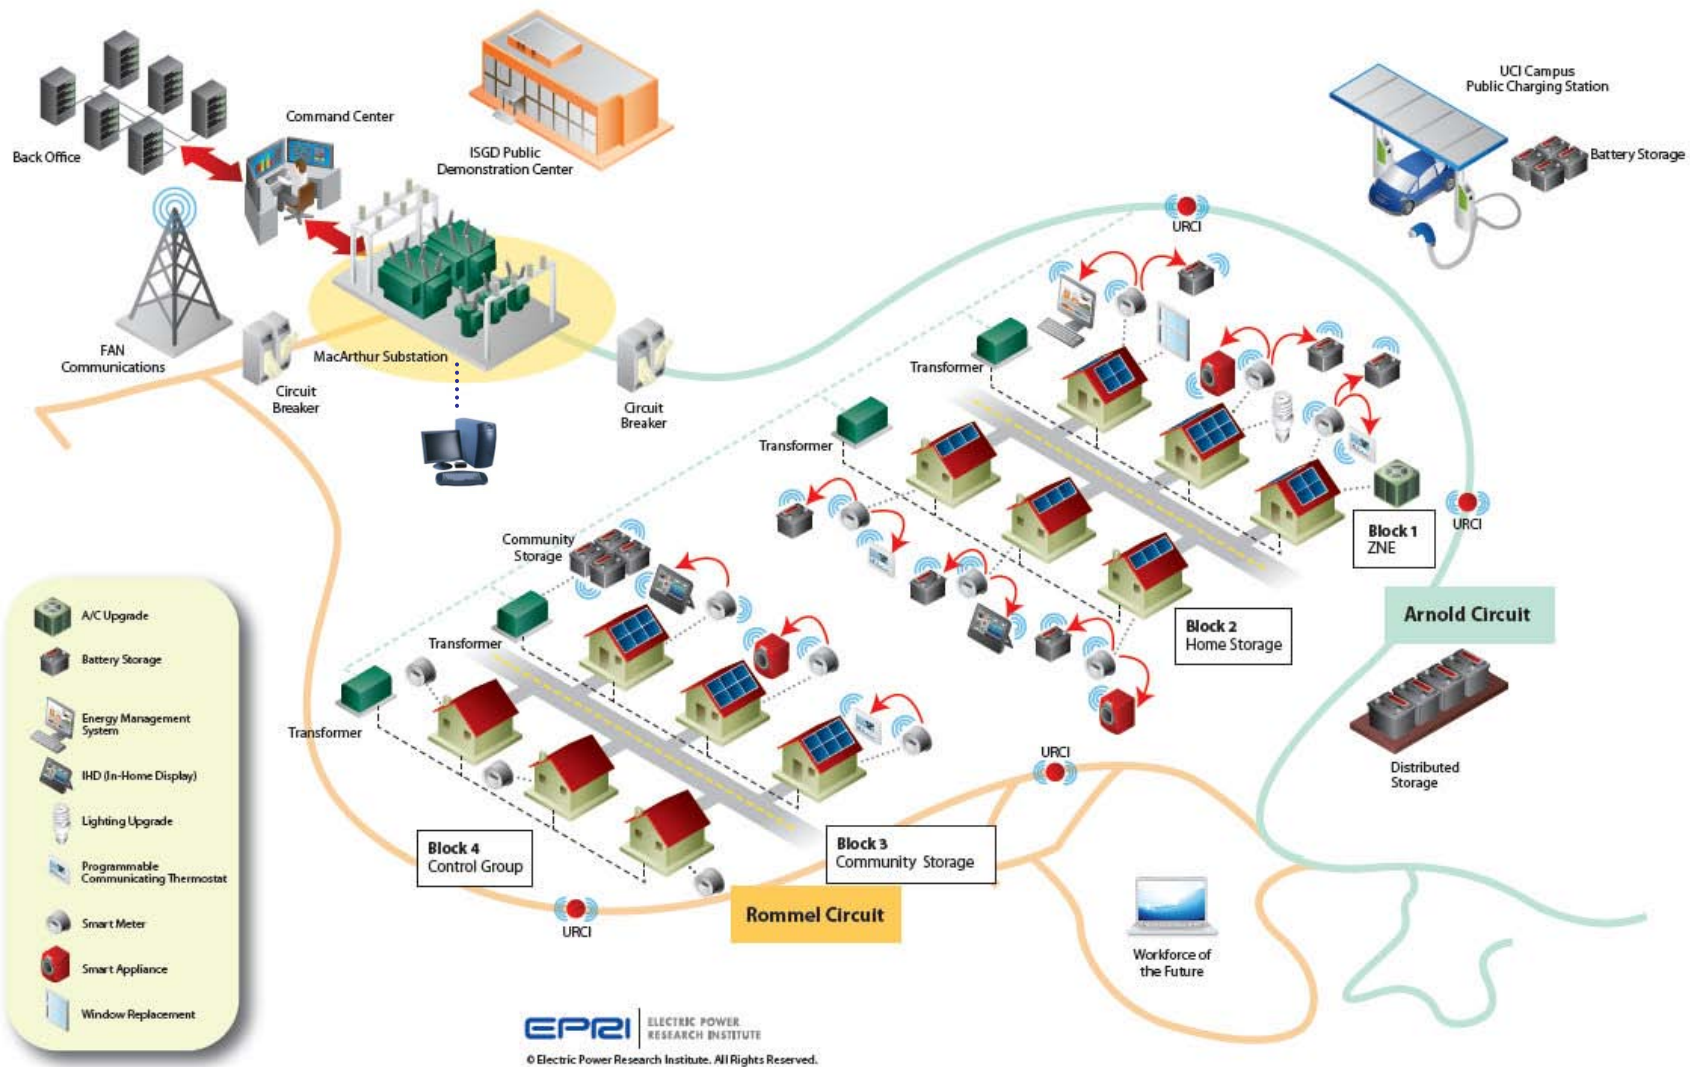 Back Office
Command Center
ISGD Public
Demonstration Center
UCI Campus
Public Charging Station
Battery Storage
FAN
Communications
MacArthur Substation
Circuit
Breaker
Circuit
Breaker
URCI
Transformer
Transformer
URCI
Block 1
ZNE
Community
Storage
Block 2
Home Storage
Arnold Circuit
Transformer
Transformer
Distributed
Storage
URCI
Block 4
Control Group
Block 3
Community Storage
Rommel Circuit
URCI
Workforce of
the Future
A/C Upgrade
Battery Storage
Energy Management
System
IHD (In-Home Display)
Lighting Upgrade
Programmable
Communicating Thermostat
Smart Meter
Smart Appliance
Window Replacement
EPRI
ELECTRIC POWER
RESEARCH INSTITUTE
© Electric Power Research Institute. All Rights Reserved.